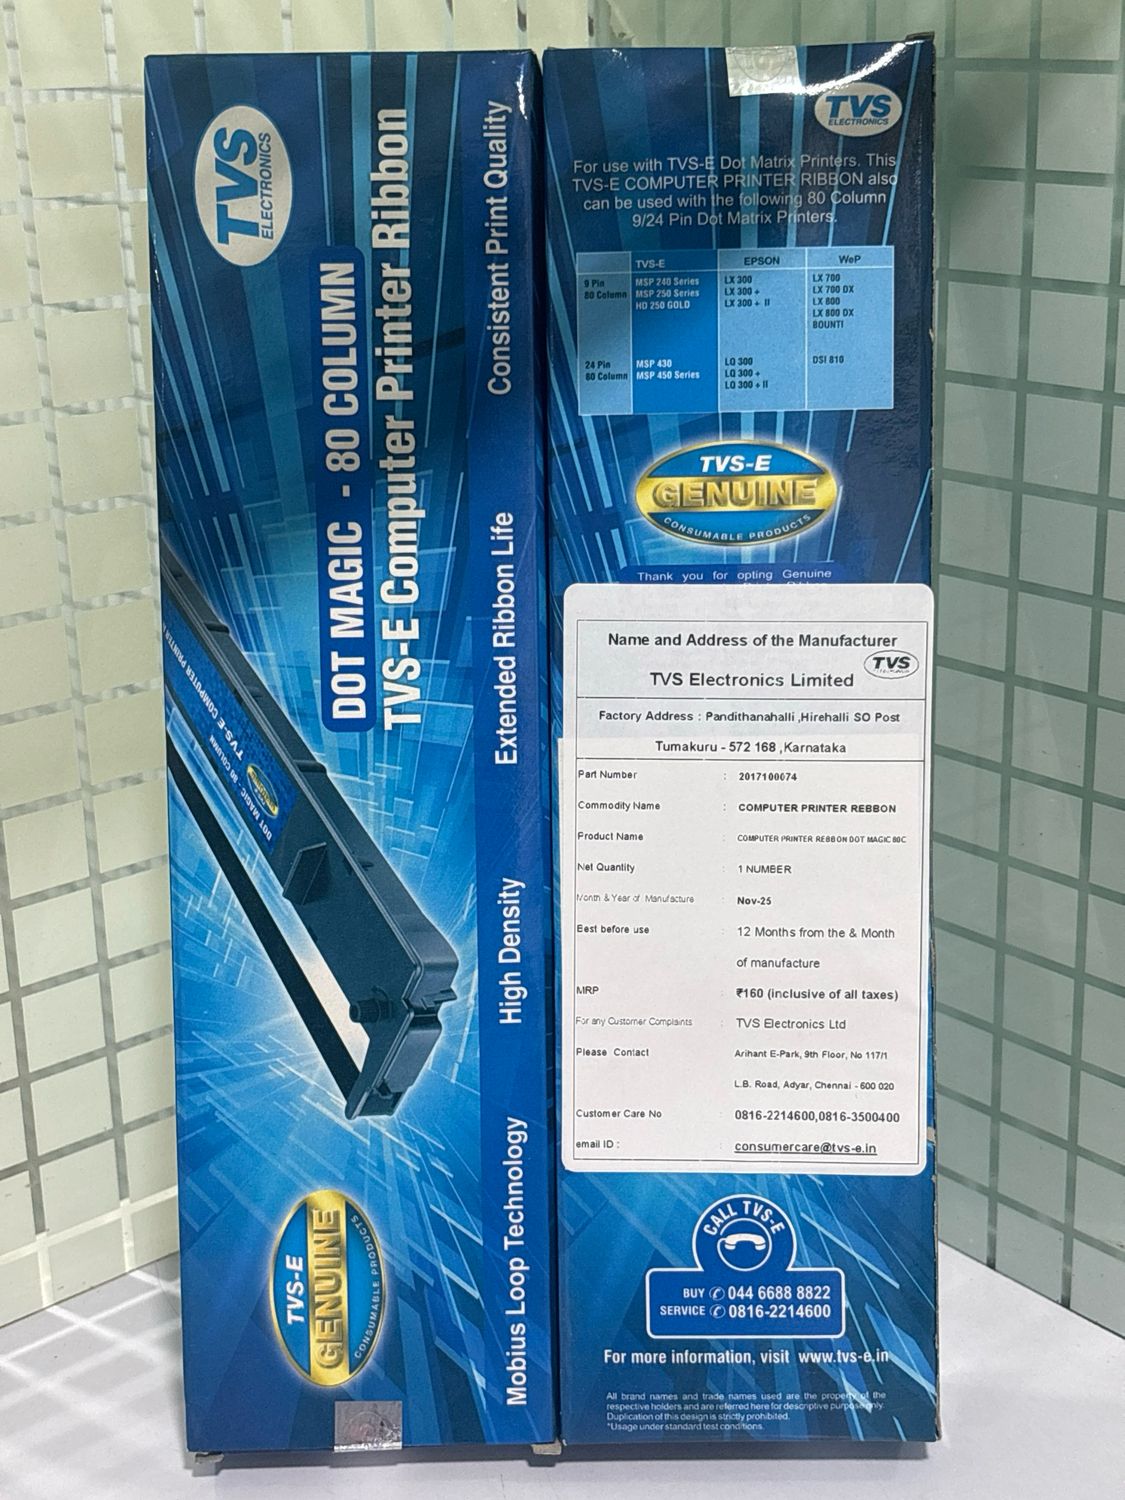 TVS
ELECTRONICS
DOT MAGIC - 80 COLUMN
TVS-E Computer Printer Ribbon
Consistent Print Quality
Extended Ribbon Life
High Density
Mobius Loop Technology
TVS-E COMPUTER PRINTER
DOT MAGIC - 80 COLUMN
TVS-E
GENUINE
CONSUMABLE PRODUCTS
TVS
ELECTRONICS
For use with TVS-E Dot Matrix Printers. This
TVS-E COMPUTER PRINTER RIBBON also
can be used with the following 80 Column
9/24 Pin Dot Matrix Printers.
TVS-E EPSON WeP
9 Pin MSP 240 Series LX 300 LX 700
80 Column MSP 250 Series LX 300 + LX 700 DX
HD 250 GOLD LX 300 + II LX 800
LX 800 DX
BOUNTI
24 Pin MSP 430 LQ 300 DSI 810
80 Column MSP 450 Series LQ 300 +
LQ 300 + II
TVS-E
GENUINE
CONSUMABLE PRODUCTS
Thank you for opting Genuine
Name and Address of the Manufacturer
TVS
TVS Electronics Limited
Factory Address : Pandithanahalli ,Hirehalli SO Post
Tumakuru - 572 168 ,Karnataka
Part Number : 2017100074
Commodity Name : COMPUTER PRINTER REBBON
Product Name : COMPUTER PRINTER REBBON DOT MAGIC 80C
Net Quantity : 1 NUMBER
Month & Year of Manufacture : Nov-25
Best before use : 12 Months from the & Month
of manufacture
MRP : ₹160 (inclusive of all taxes)
For any Customer Complaints : TVS Electronics Ltd
Please Contact : Arihant E-Park, 9th Floor, No 117/1
L.B. Road, Adyar, Chennai - 600 020
Customer Care No : 0816-2214600,0816-3500400
email ID : : consumercare@tvs-e.in
CALL TVS-E
BUY 044 6688 8822
SERVICE 0816-2214600
For more information, visit www.tvs-e.in
All brand names and trade names used are the property of the
respective holders and are referred here for descriptive purpose only.
Duplication of this design is strictly prohibited.
*Usage under standard test conditions.